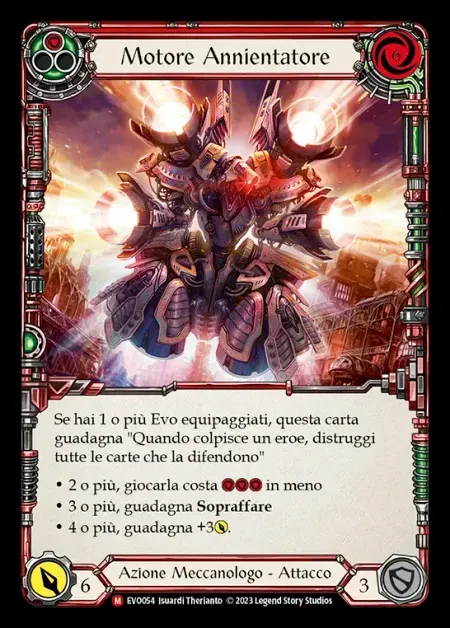 Motore Annientatore
6
Se hai 1 o più Evo equipaggiati, questa carta
guadagna "Quando colpisce un eroe, distruggi
tutte le carte che la difendono"
• 2 o più, giocarla costa in meno
• 3 o più, guadagna Sopraffare
• 4 o più, guadagna +3.
6
Azione Meccanologo - Attacco
3
M EVO054 Isuardi Therianto © 2023 Legend Story Studios